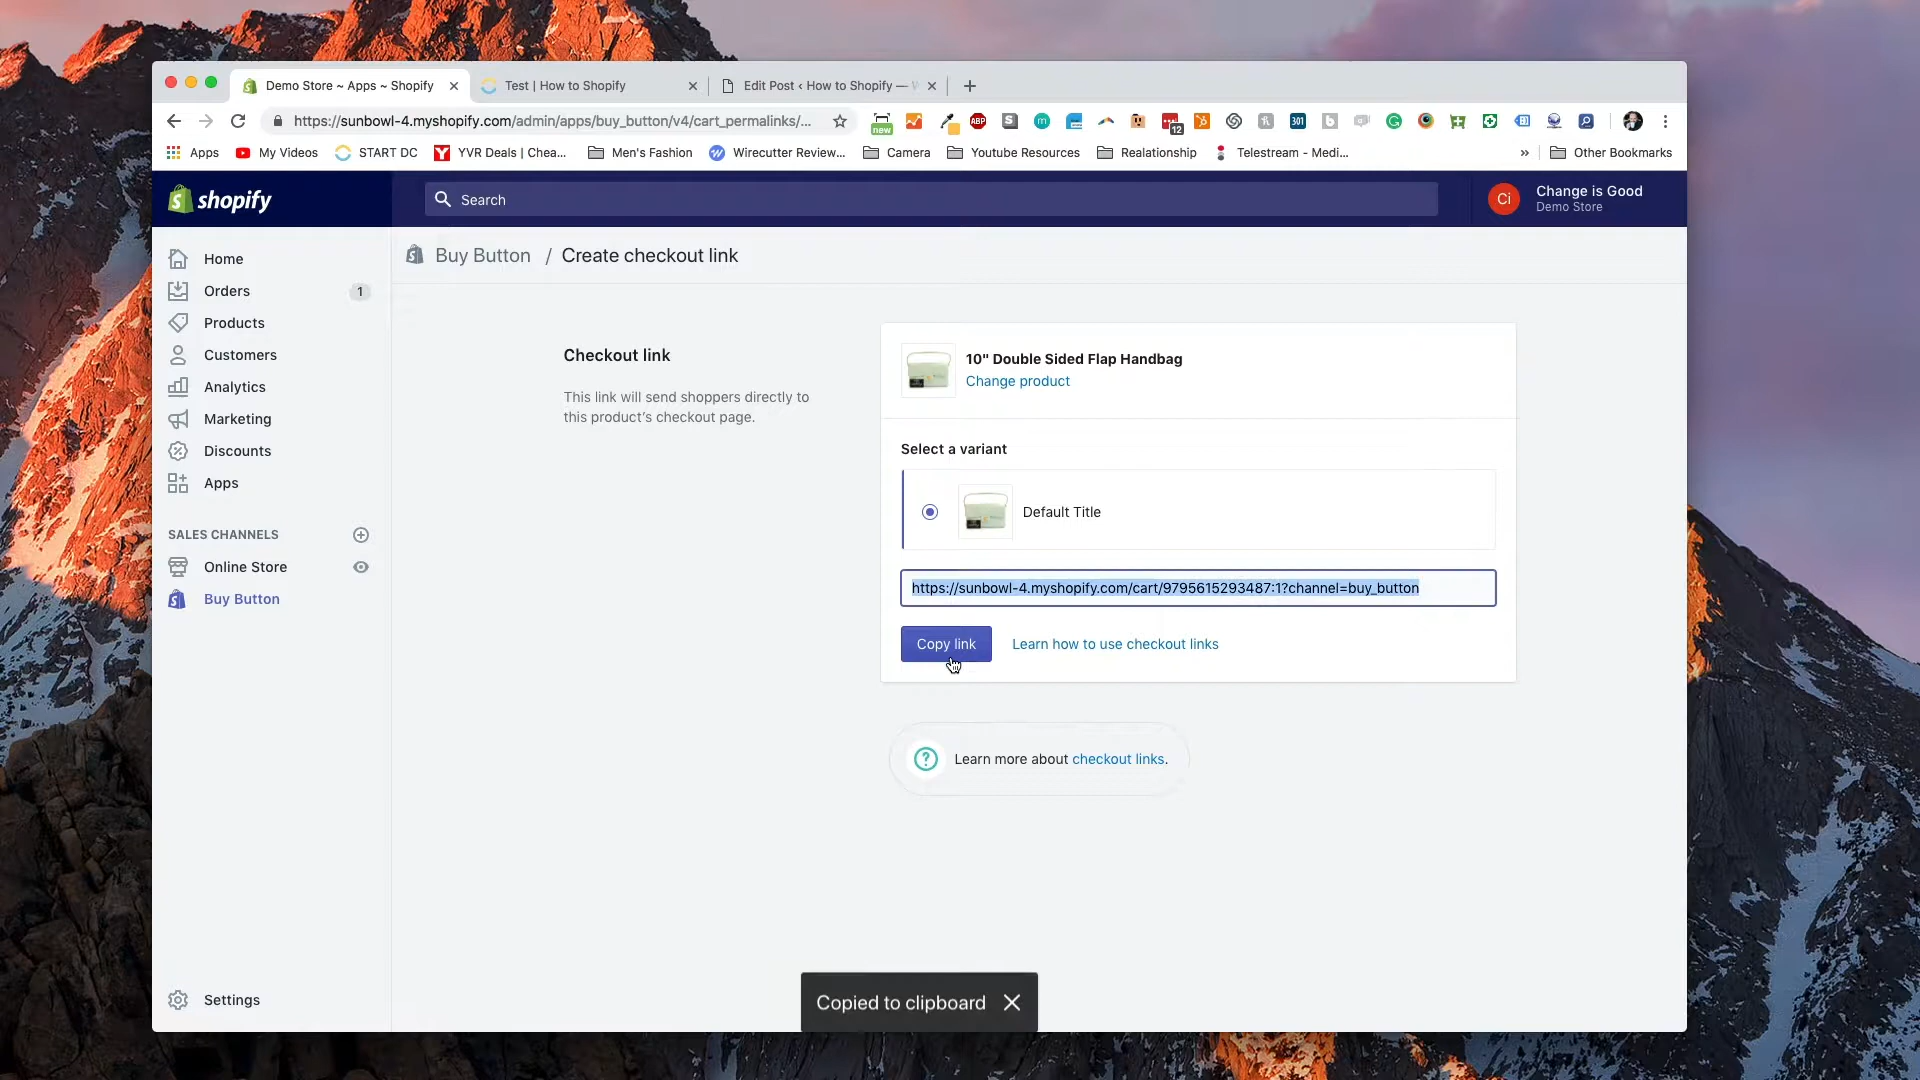 Demo Store ~ Apps ~ Shopify
Test | How to Shopify
Edit Post ‹ How to Shopify —
https://sunbowl-4.myshopify.com/admin/apps/buy_button/v4/cart_permalinks/...
new
ABP
12
301
Apps
My Videos
START DC
YVR Deals | Chea...
Men's Fashion
Wirecutter Review...
Camera
Youtube Resources
Realationship
Telestream - Medi...
»
Other Bookmarks
shopify
Search
Ci
Change is Good
Demo Store
Home
Orders
1
Products
Customers
Analytics
Marketing
Discounts
Apps
SALES CHANNELS
Online Store
Buy Button
Settings
Buy Button / Create checkout link
Checkout link
This link will send shoppers directly to
this product's checkout page.
10" Double Sided Flap Handbag
Change product
Select a variant
Default Title
https://sunbowl-4.myshopify.com/cart/9795615293487:1?channel=buy_button
Copy link
Learn how to use checkout links
Learn more about checkout links.
Copied to clipboard